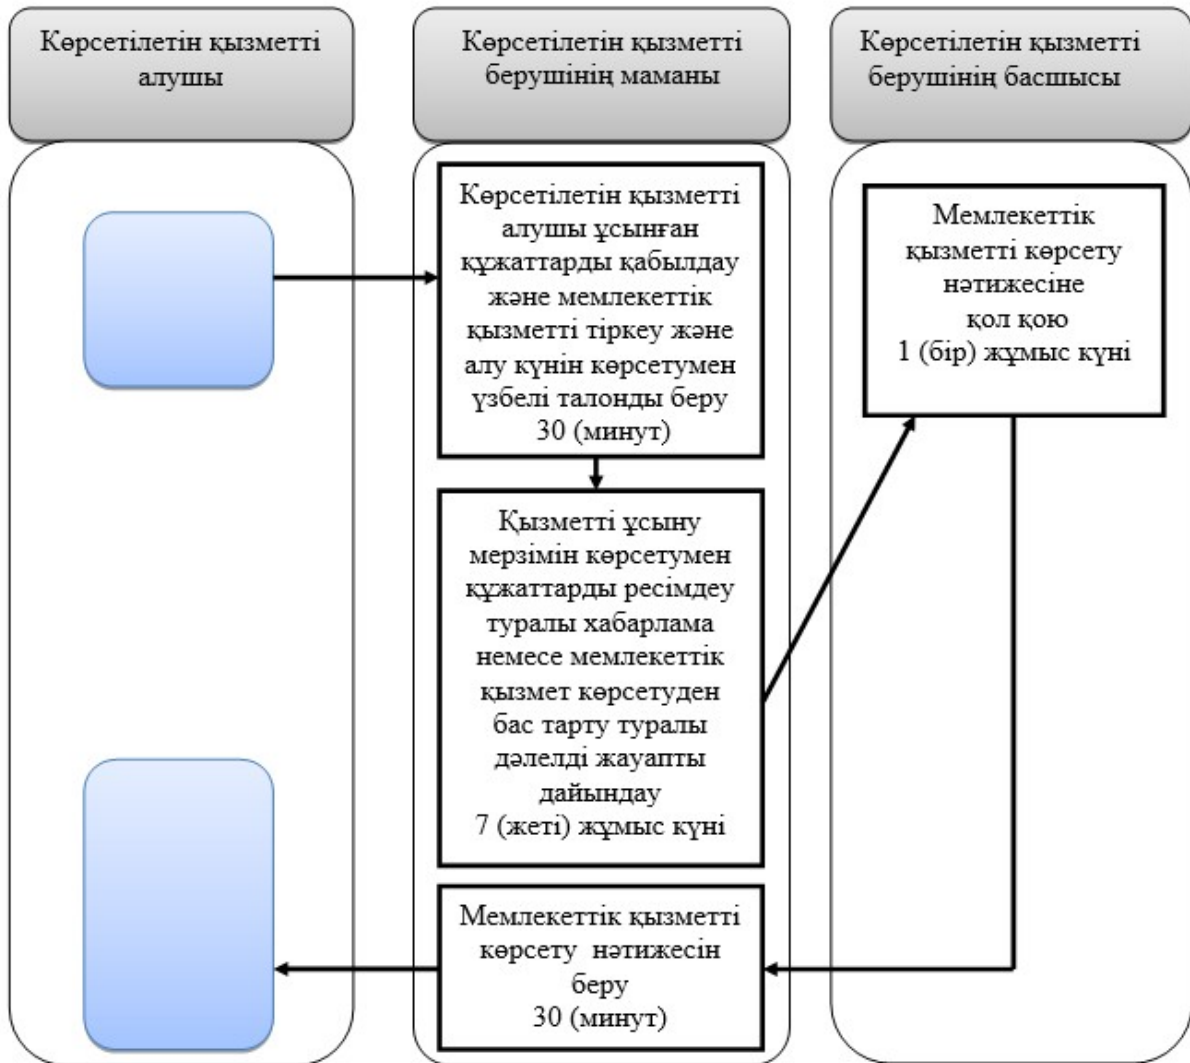 Көрсетілетін қызметті
алушы
Көрсетілетін қызметті
берушінің маманы
Көрсетілетін қызметті
берушінің басшысы
Көрсетілетін қызметті
алушы ұсынған
құжаттарды қабылдау
және мемлекеттік
қызметті тіркеу және
алу күнін көрсетумен
үзбелі талонды беру
30 (минут)
Қызметті ұсыну
мерзімін көрсетумен
құжаттарды ресімдеу
туралы хабарлама
немесе мемлекеттік
қызмет көрсетуден
бас тарту туралы
дәлелді жауапты
дайындау
7 (жеті) жұмыс күні
Мемлекеттік
қызметті көрсету
нәтижесіне
қол қою
1 (бір) жұмыс күні
Мемлекеттік қызметті
көрсету нәтижесін
беру
30 (минут)